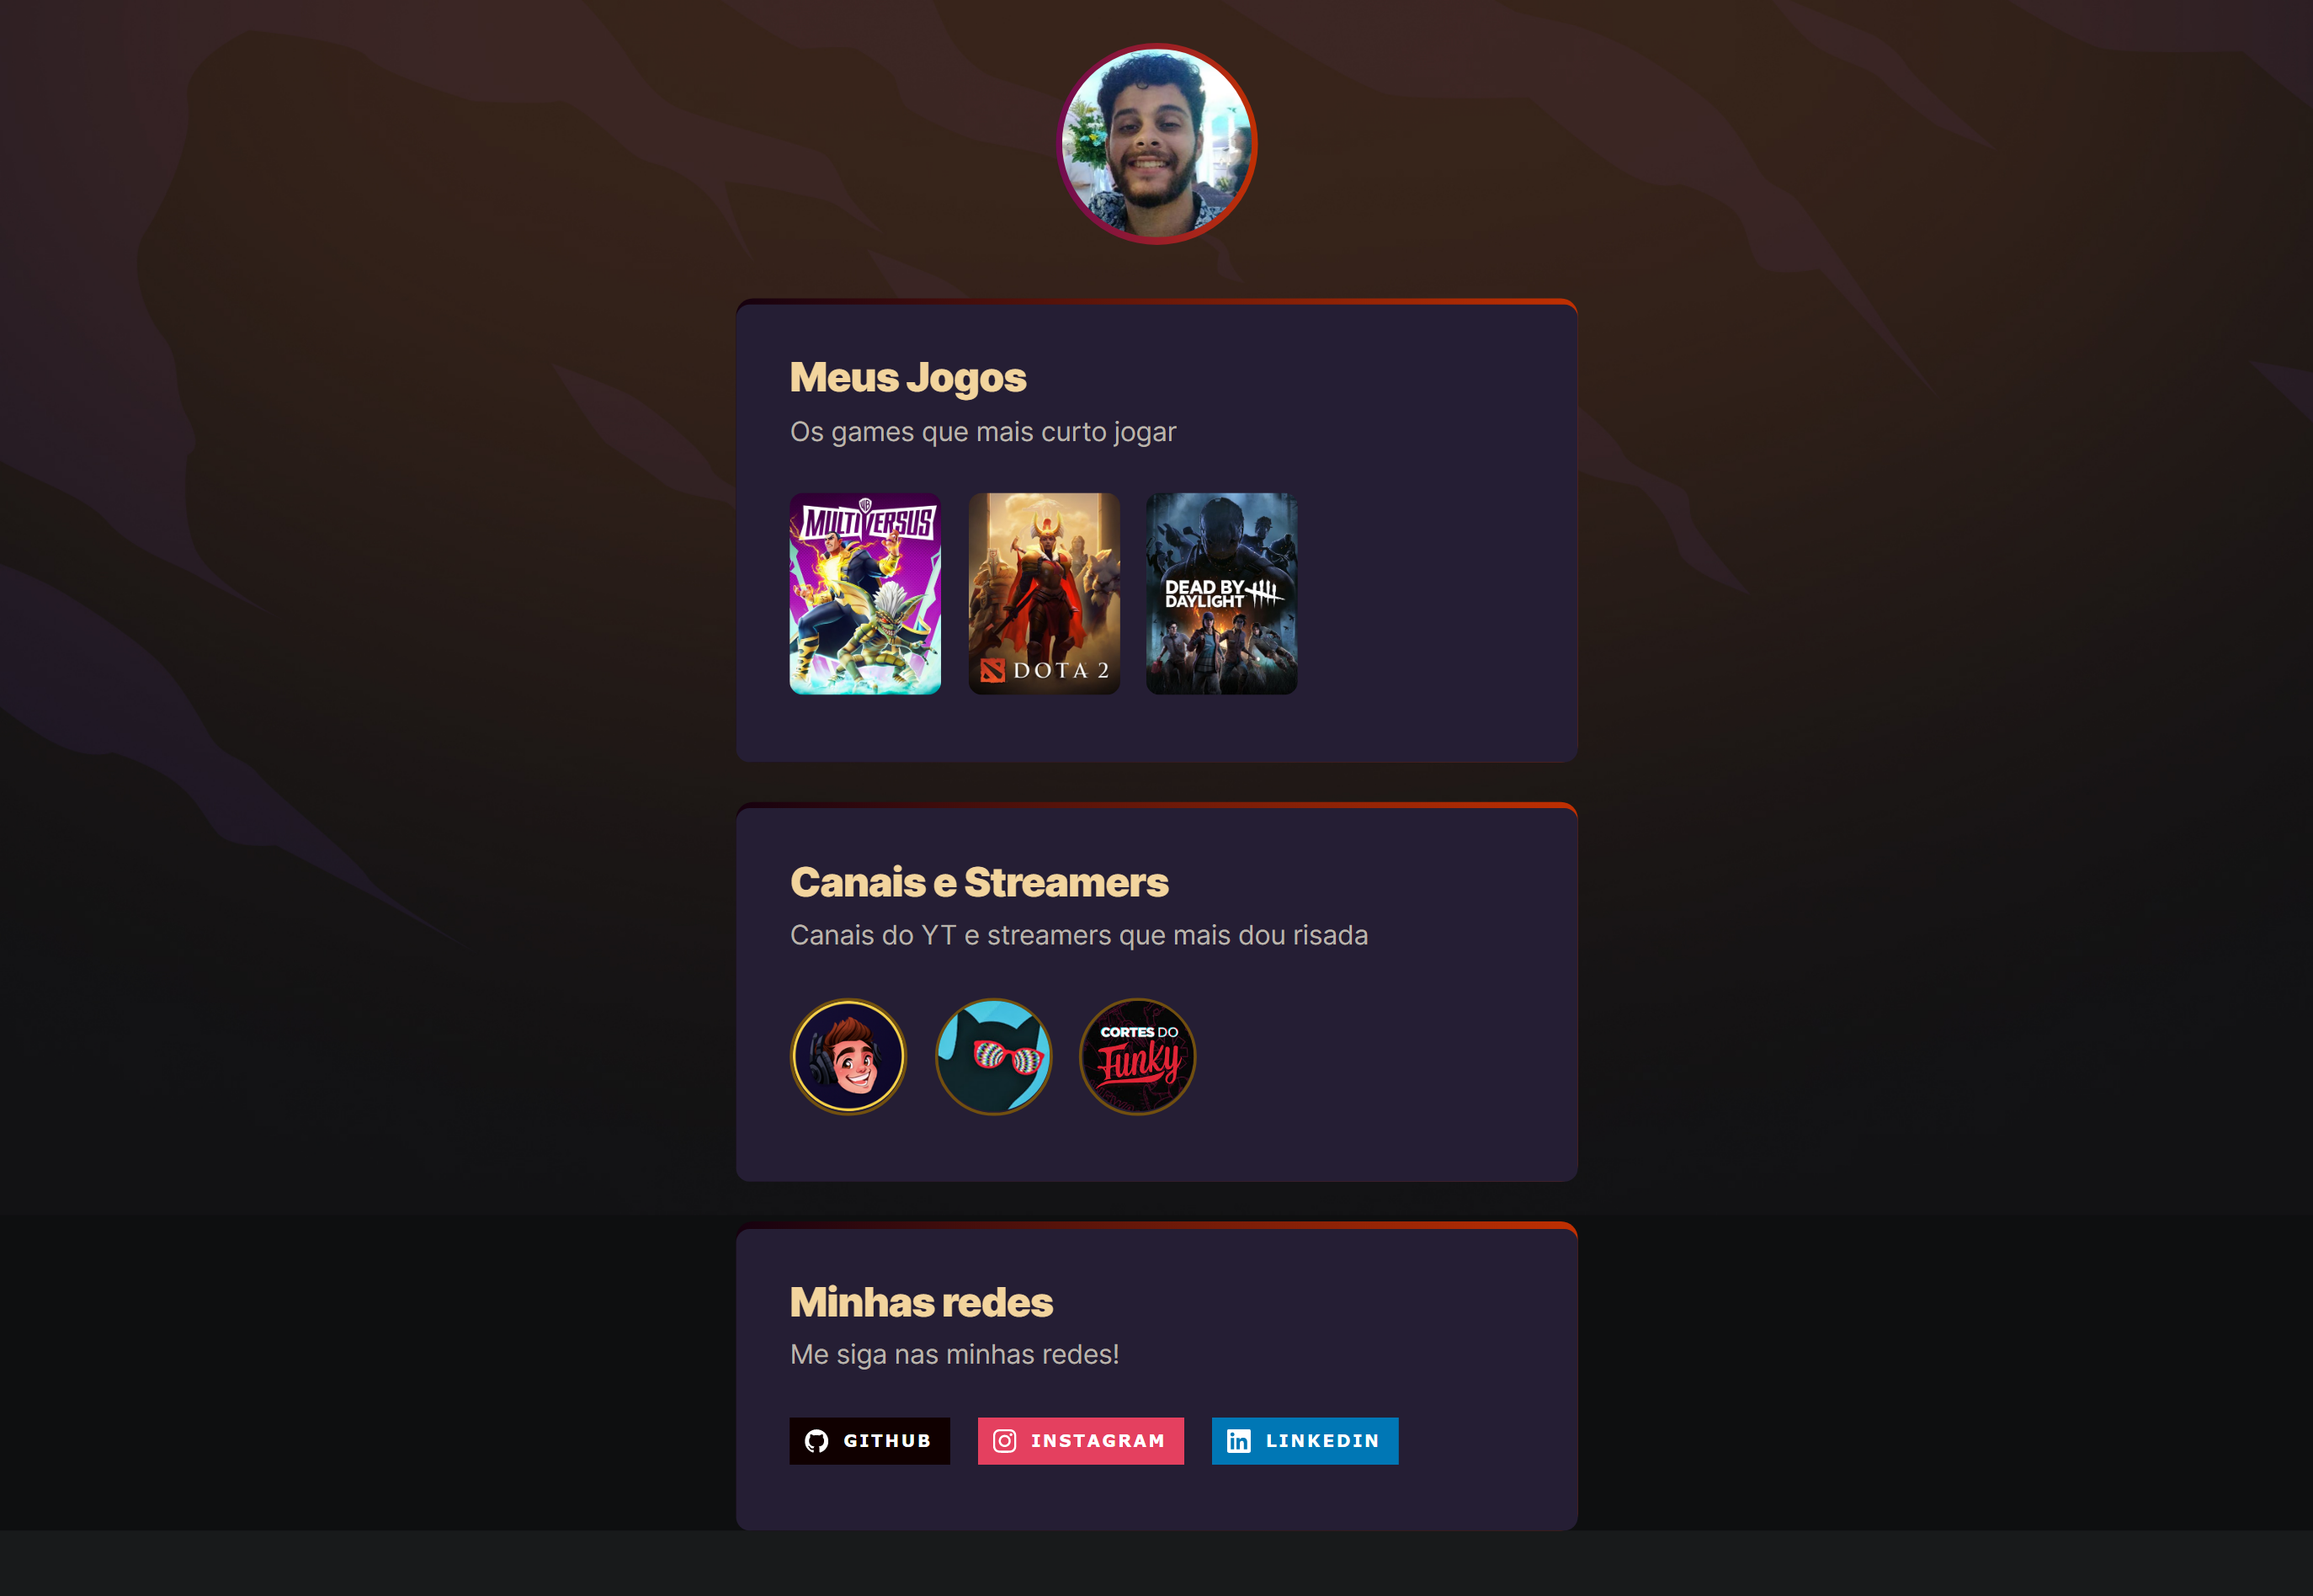 Meus Jogos
Os games que mais curto jogar
MULTIVERSUS
DOTA 2
DEAD BY
DAYLIGHT
Canais e Streamers
Canais do YT e streamers que mais dou risada
CORTES DO
Funky
Minhas redes
Me siga nas minhas redes!
GITHUB
INSTAGRAM
LINKEDIN